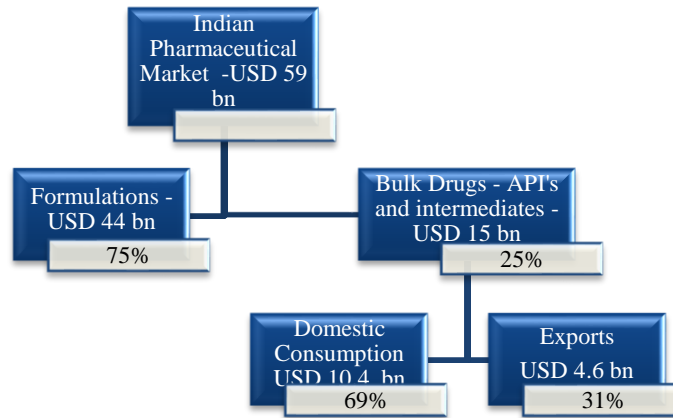 Indian
Pharmaceutical
Market -USD 59
bn
Formulations -
USD 44 bn
75%
Bulk Drugs - API's
and intermediates -
USD 15 bn
25%
Domestic
Consumption
USD 10.4 bn
69%
Exports
USD 4.6 bn
31%